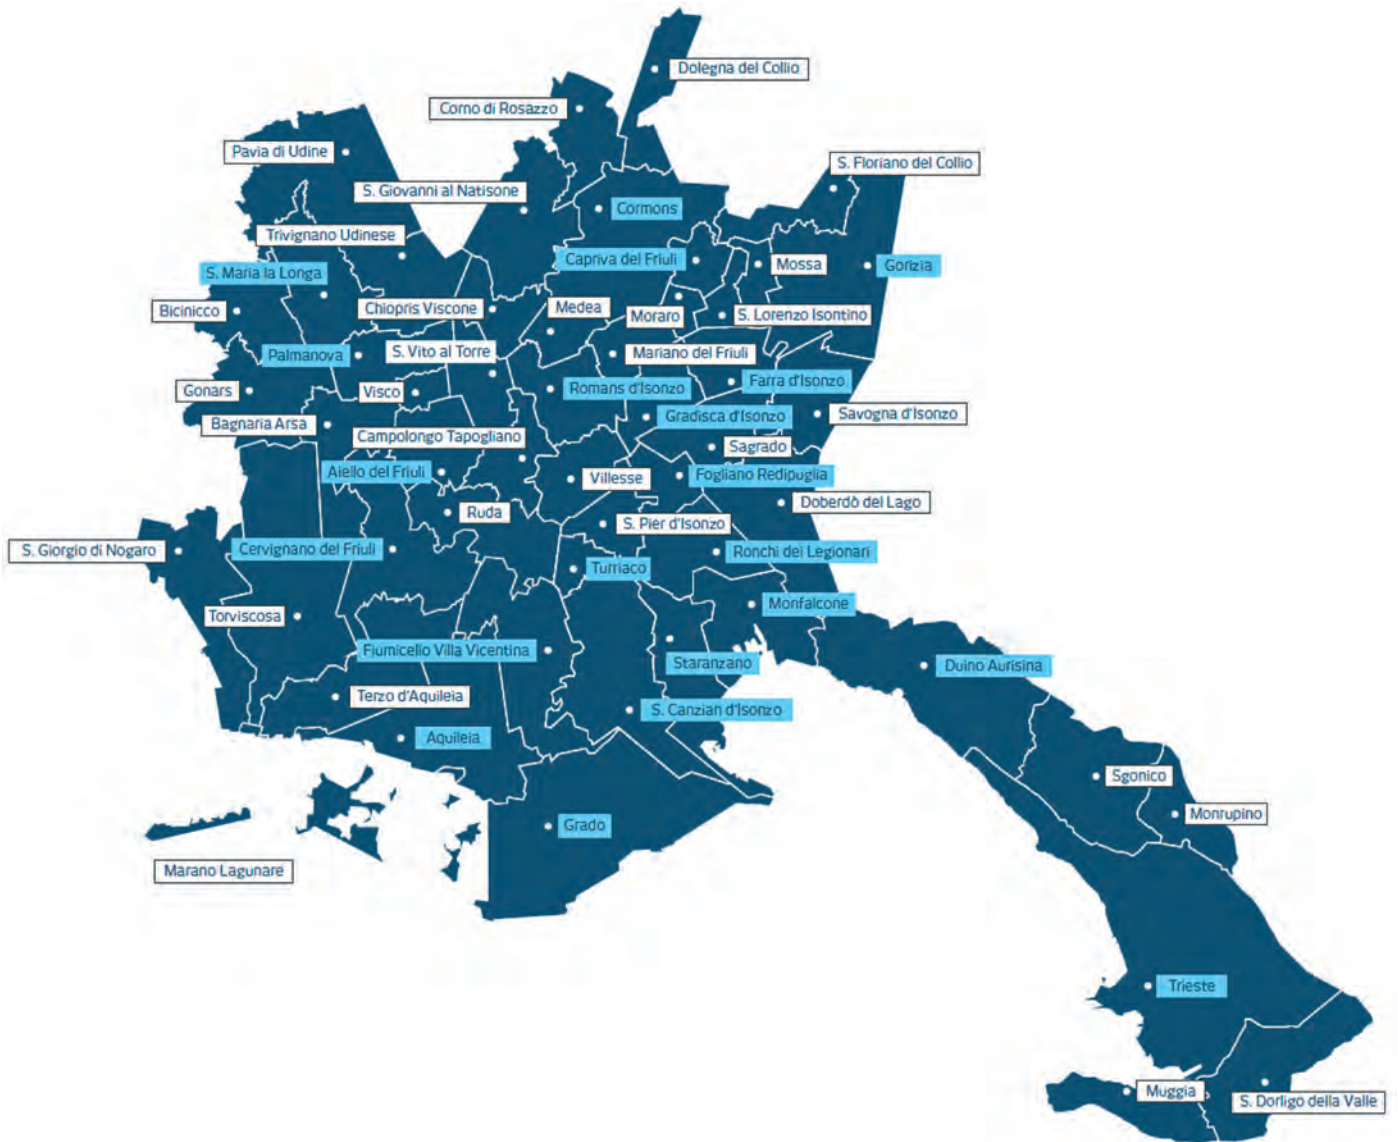 Dolegna del Collio
Corno di Rosazzo
Pavia di Udine
S. Floriano del Collio
S. Giovanni al Natisone
Cormons
Trivignano Udinese
Capriva del Friuli
Mossa
Gorizia
S. Maria la Longa
Bicinicco
Chiopris Viscone
Medea
Moraro
S. Lorenzo Isontino
Palmanova
S. Vito al Torre
Mariano del Friuli
Gonars
Visco
Romans d'Isonzo
Farra d'Isonzo
Bagnaria Arsa
Gradisca d'Isonzo
Savogna d'Isonzo
Campolongo Tapogliano
Sagrado
Aiello del Friuli
Villesse
Fogliano Redipuglia
Doberdò del Lago
Ruda
S. Pier d'Isonzo
S. Giorgio di Nogaro
Cervignano del Friuli
Ronchi dei Legionari
Turriaco
Torviscosa
Monfalcone
Fiumicello Villa Vicentina
Staranzano
Duino Aurisina
Terzo d'Aquileia
S. Canzian d'Isonzo
Aquileia
Sgonico
Monrupino
Grado
Marano Lagunare
Trieste
Muggia
S. Dorligo della Valle